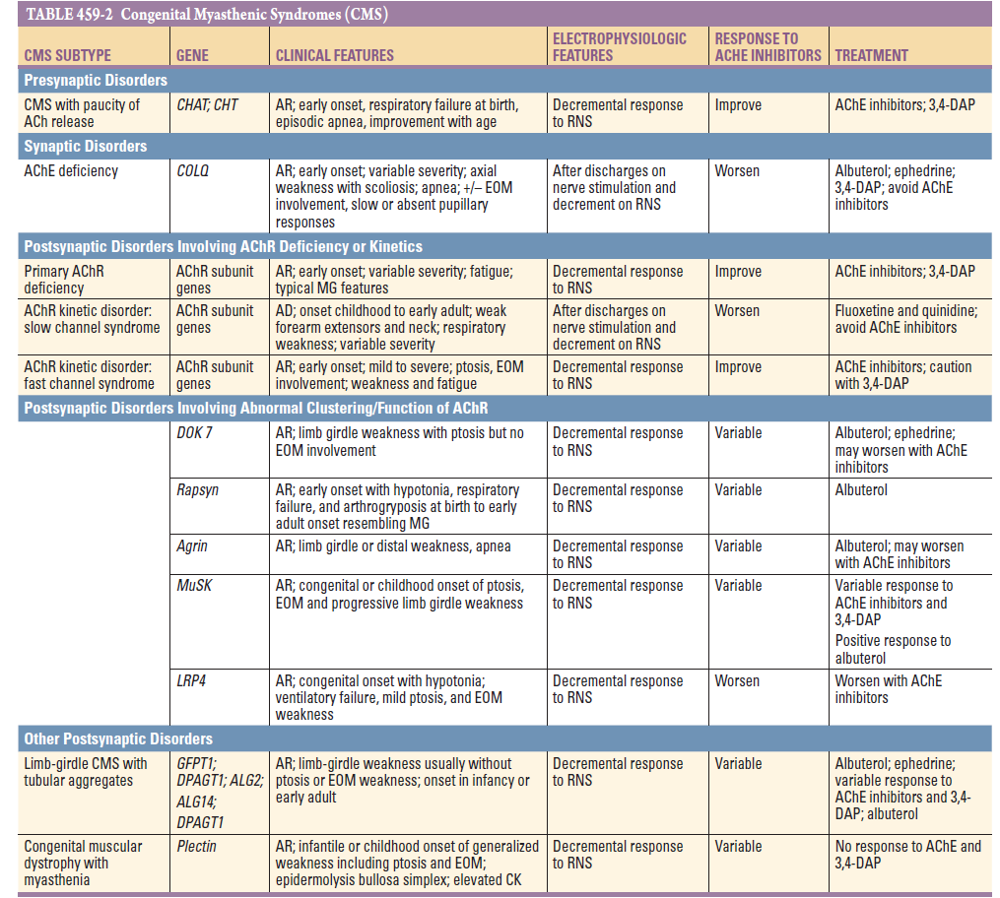 TABLE 459-2 Congenital Myasthenic Syndromes (CMS)
CMS SUBTYPE
GENE
CLINICAL FEATURES
ELECTROPHYSIOLOGIC
FEATURES
RESPONSE TO
ACHE INHIBITORS
TREATMENT
Presynaptic Disorders
CMS with paucity of
ACh release
CHAT; CHT
AR; early onset, respiratory failure at birth,
episodic apnea, improvement with age
Decremental response
to RNS
Improve
AChE inhibitors; 3,4-DAP
Synaptic Disorders
AChE deficiency
COLQ
AR; early onset; variable severity; axial
weakness with scoliosis; apnea; +/– EOM
involvement, slow or absent pupillary
responses
After discharges on
nerve stimulation and
decrement on RNS
Worsen
Albuterol; ephedrine;
3,4-DAP; avoid AChE
inhibitors
Postsynaptic Disorders Involving AChR Deficiency or Kinetics
Primary AChR
deficiency
AChR subunit
genes
AR; early onset; variable severity; fatigue;
typical MG features
Decremental response
to RNS
Improve
AChE inhibitors; 3,4-DAP
AChR kinetic disorder:
slow channel syndrome
AChR subunit
genes
AD; onset childhood to early adult; weak
forearm extensors and neck; respiratory
weakness; variable severity
After discharges on
nerve stimulation and
decrement on RNS
Worsen
Fluoxetine and quinidine;
avoid AChE inhibitors
AChR kinetic disorder:
fast channel syndrome
AChR subunit
genes
AR; early onset; mild to severe; ptosis, EOM
involvement; weakness and fatigue
Decremental response
to RNS
Improve
AChE inhibitors; caution
with 3,4-DAP
Postsynaptic Disorders Involving Abnormal Clustering/Function of AChR
DOK 7
AR; limb girdle weakness with ptosis but no
EOM involvement
Decremental response
to RNS
Variable
Albuterol; ephedrine;
may worsen with AChE
inhibitors
Rapsyn
AR; early onset with hypotonia, respiratory
failure, and arthrogryposis at birth to early
adult onset resembling MG
Decremental response
to RNS
Variable
Albuterol
Agrin
AR; limb girdle or distal weakness, apnea
Decremental response
to RNS
Variable
Albuterol; may worsen
with AChE inhibitors
MuSK
AR; congenital or childhood onset of ptosis,
EOM and progressive limb girdle weakness
Decremental response
to RNS
Variable
Variable response to
AChE inhibitors and
3,4-DAP
Positive response to
albuterol
LRP4
AR; congenital onset with hypotonia;
ventilatory failure, mild ptosis, and EOM
weakness
Decremental response
to RNS
Worsen
Worsen with AChE
inhibitors
Other Postsynaptic Disorders
Limb-girdle CMS with
tubular aggregates
GFPT1;
DPAGT1; ALG2;
ALG14;
DPAGT1
AR; limb-girdle weakness usually without
ptosis or EOM weakness; onset in infancy or
early adult
Decremental response
to RNS
Variable
Albuterol; ephedrine;
variable response to
AChE inhibitors and 3,4-
DAP; albuterol
Congenital muscular
dystrophy with
myasthenia
Plectin
AR; infantile or childhood onset of generalized
weakness including ptosis and EOM;
epidermolysis bullosa simplex; elevated CK
Decremental response
to RNS
Variable
No response to AChE and
3,4-DAP